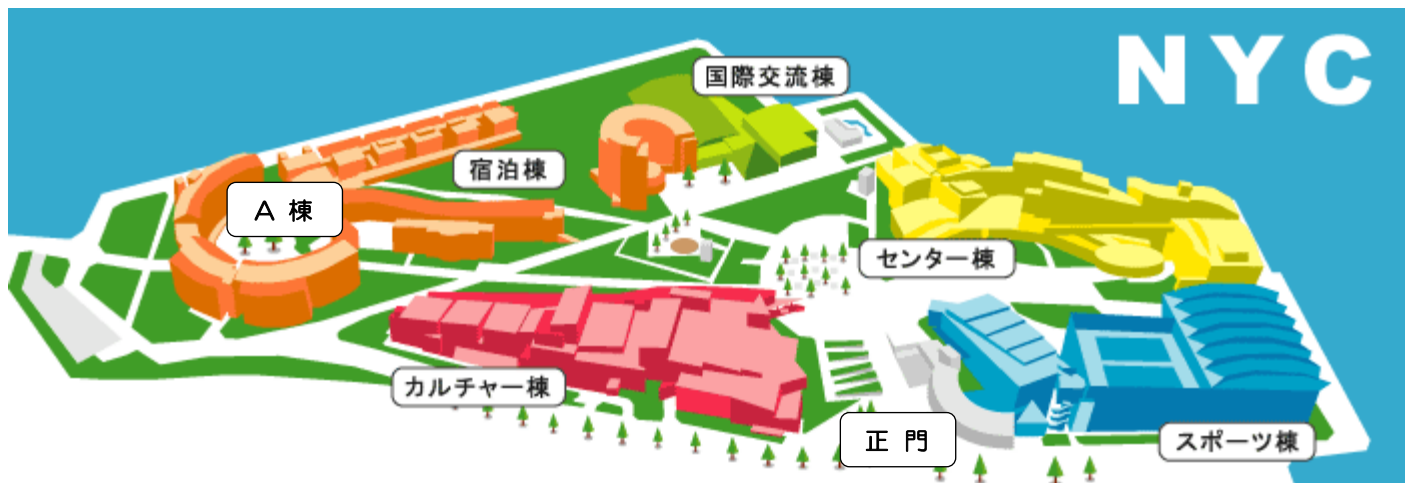 NYC
国際交流棟
宿泊棟
A 棟
センター棟
カルチャー棟
正 門
スポーツ棟